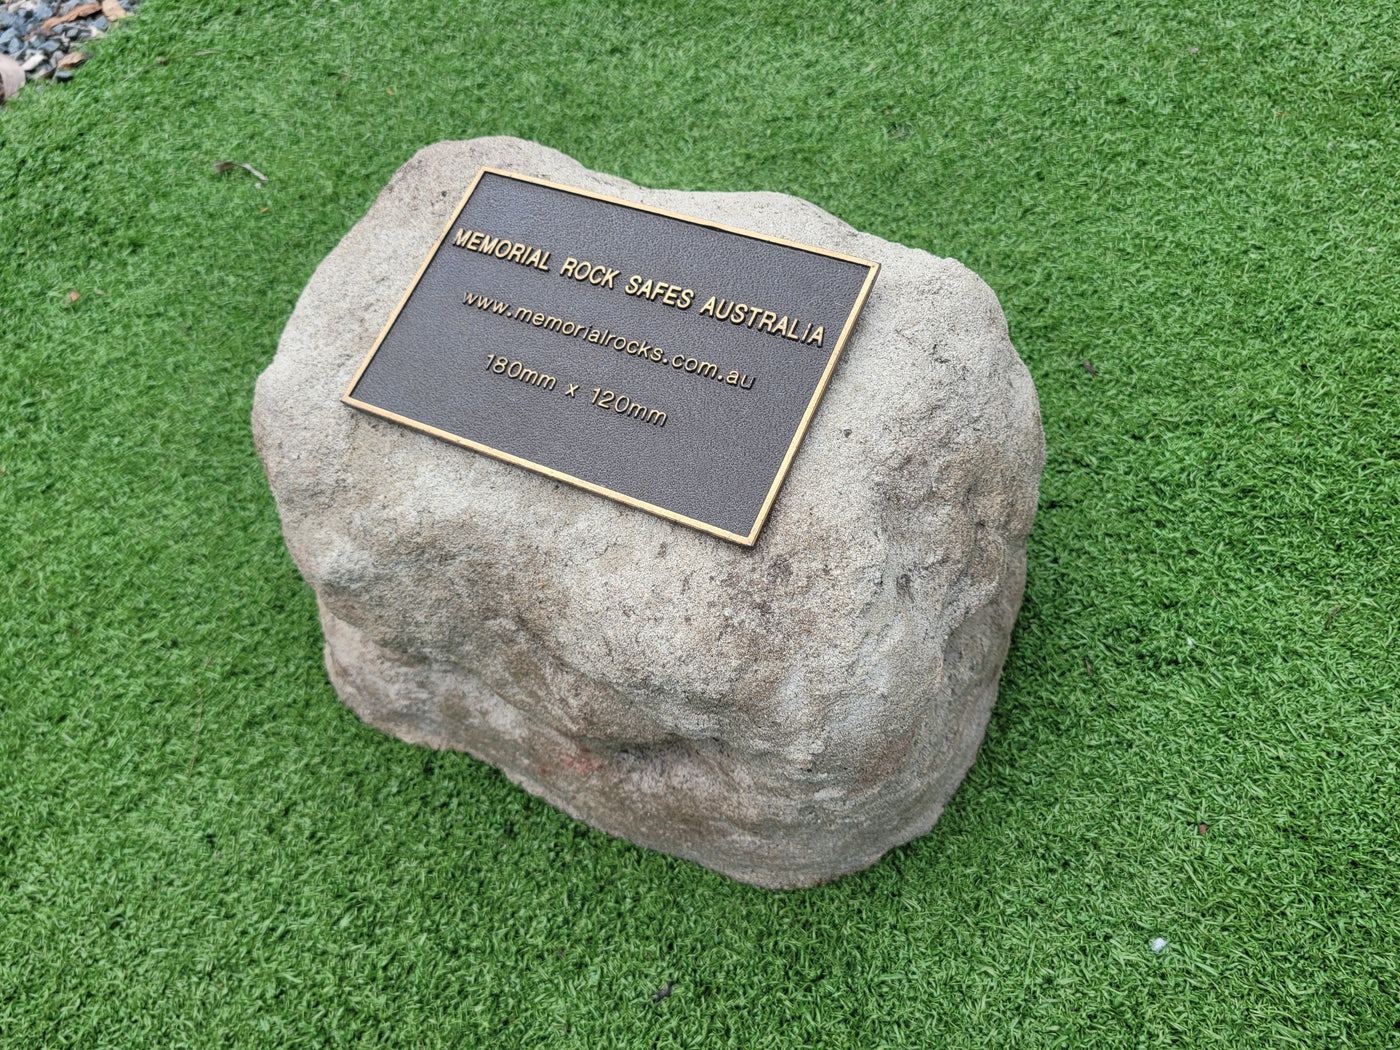 MEMORIAL ROCK SAFES AUSTRALIA
www.memorialrocks.com.au
180mm x 120mm